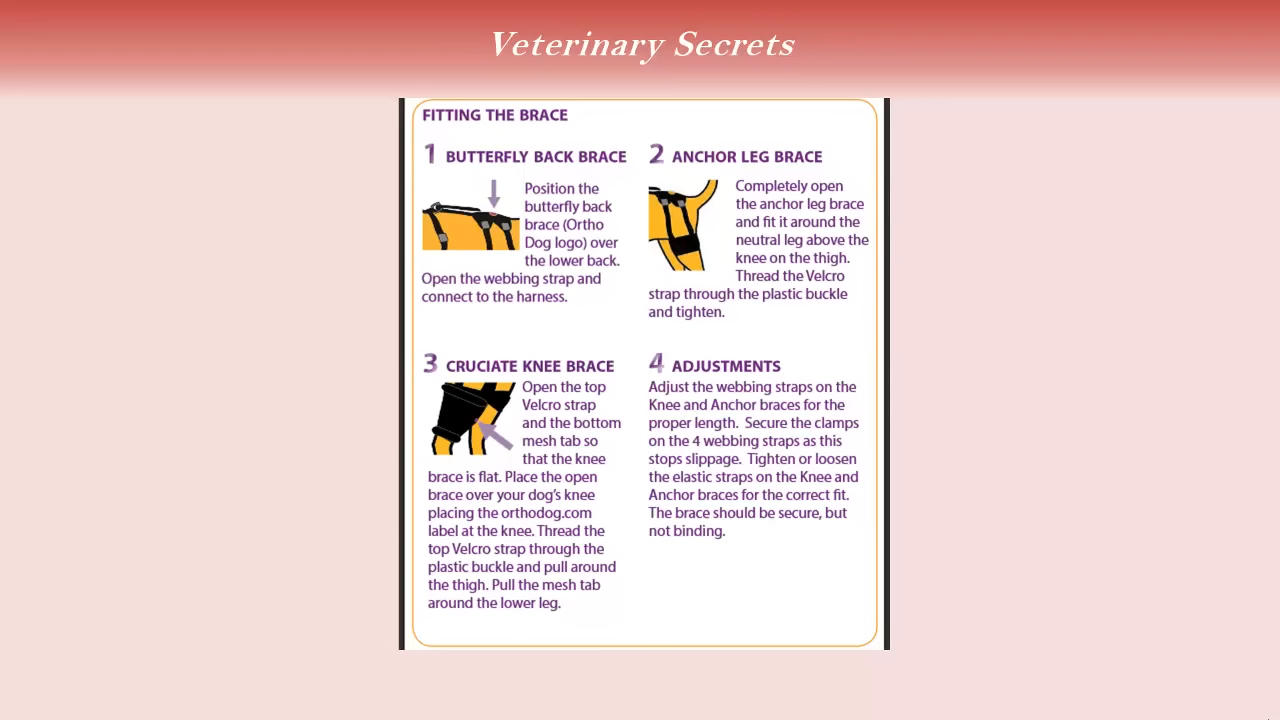 Veterinary Secrets
FITTING THE BRACE
1 BUTTERFLY BACK BRACE
Position the
butterfly back
brace (Ortho
Dog logo) over
the lower back.
Open the webbing strap and
connect to the harness.
2 ANCHOR LEG BRACE
Completely open
the anchor leg brace
and fit it around the
neutral leg above the
knee on the thigh.
Thread the Velcro
strap through the plastic buckle
and tighten.
3 CRUCIATE KNEE BRACE
Open the top
Velcro strap
and the bottom
mesh tab so
that the knee
brace is flat. Place the open
brace over your dog's knee
placing the orthodog.com
label at the knee. Thread the
top Velcro strap through the
plastic buckle and pull around
the thigh. Pull the mesh tab
around the lower leg.
4 ADJUSTMENTS
Adjust the webbing straps on the
Knee and Anchor braces for the
proper length. Secure the clamps
on the 4 webbing straps as this
stops slippage. Tighten or loosen
the elastic straps on the Knee and
Anchor braces for the correct fit.
The brace should be secure, but
not binding.